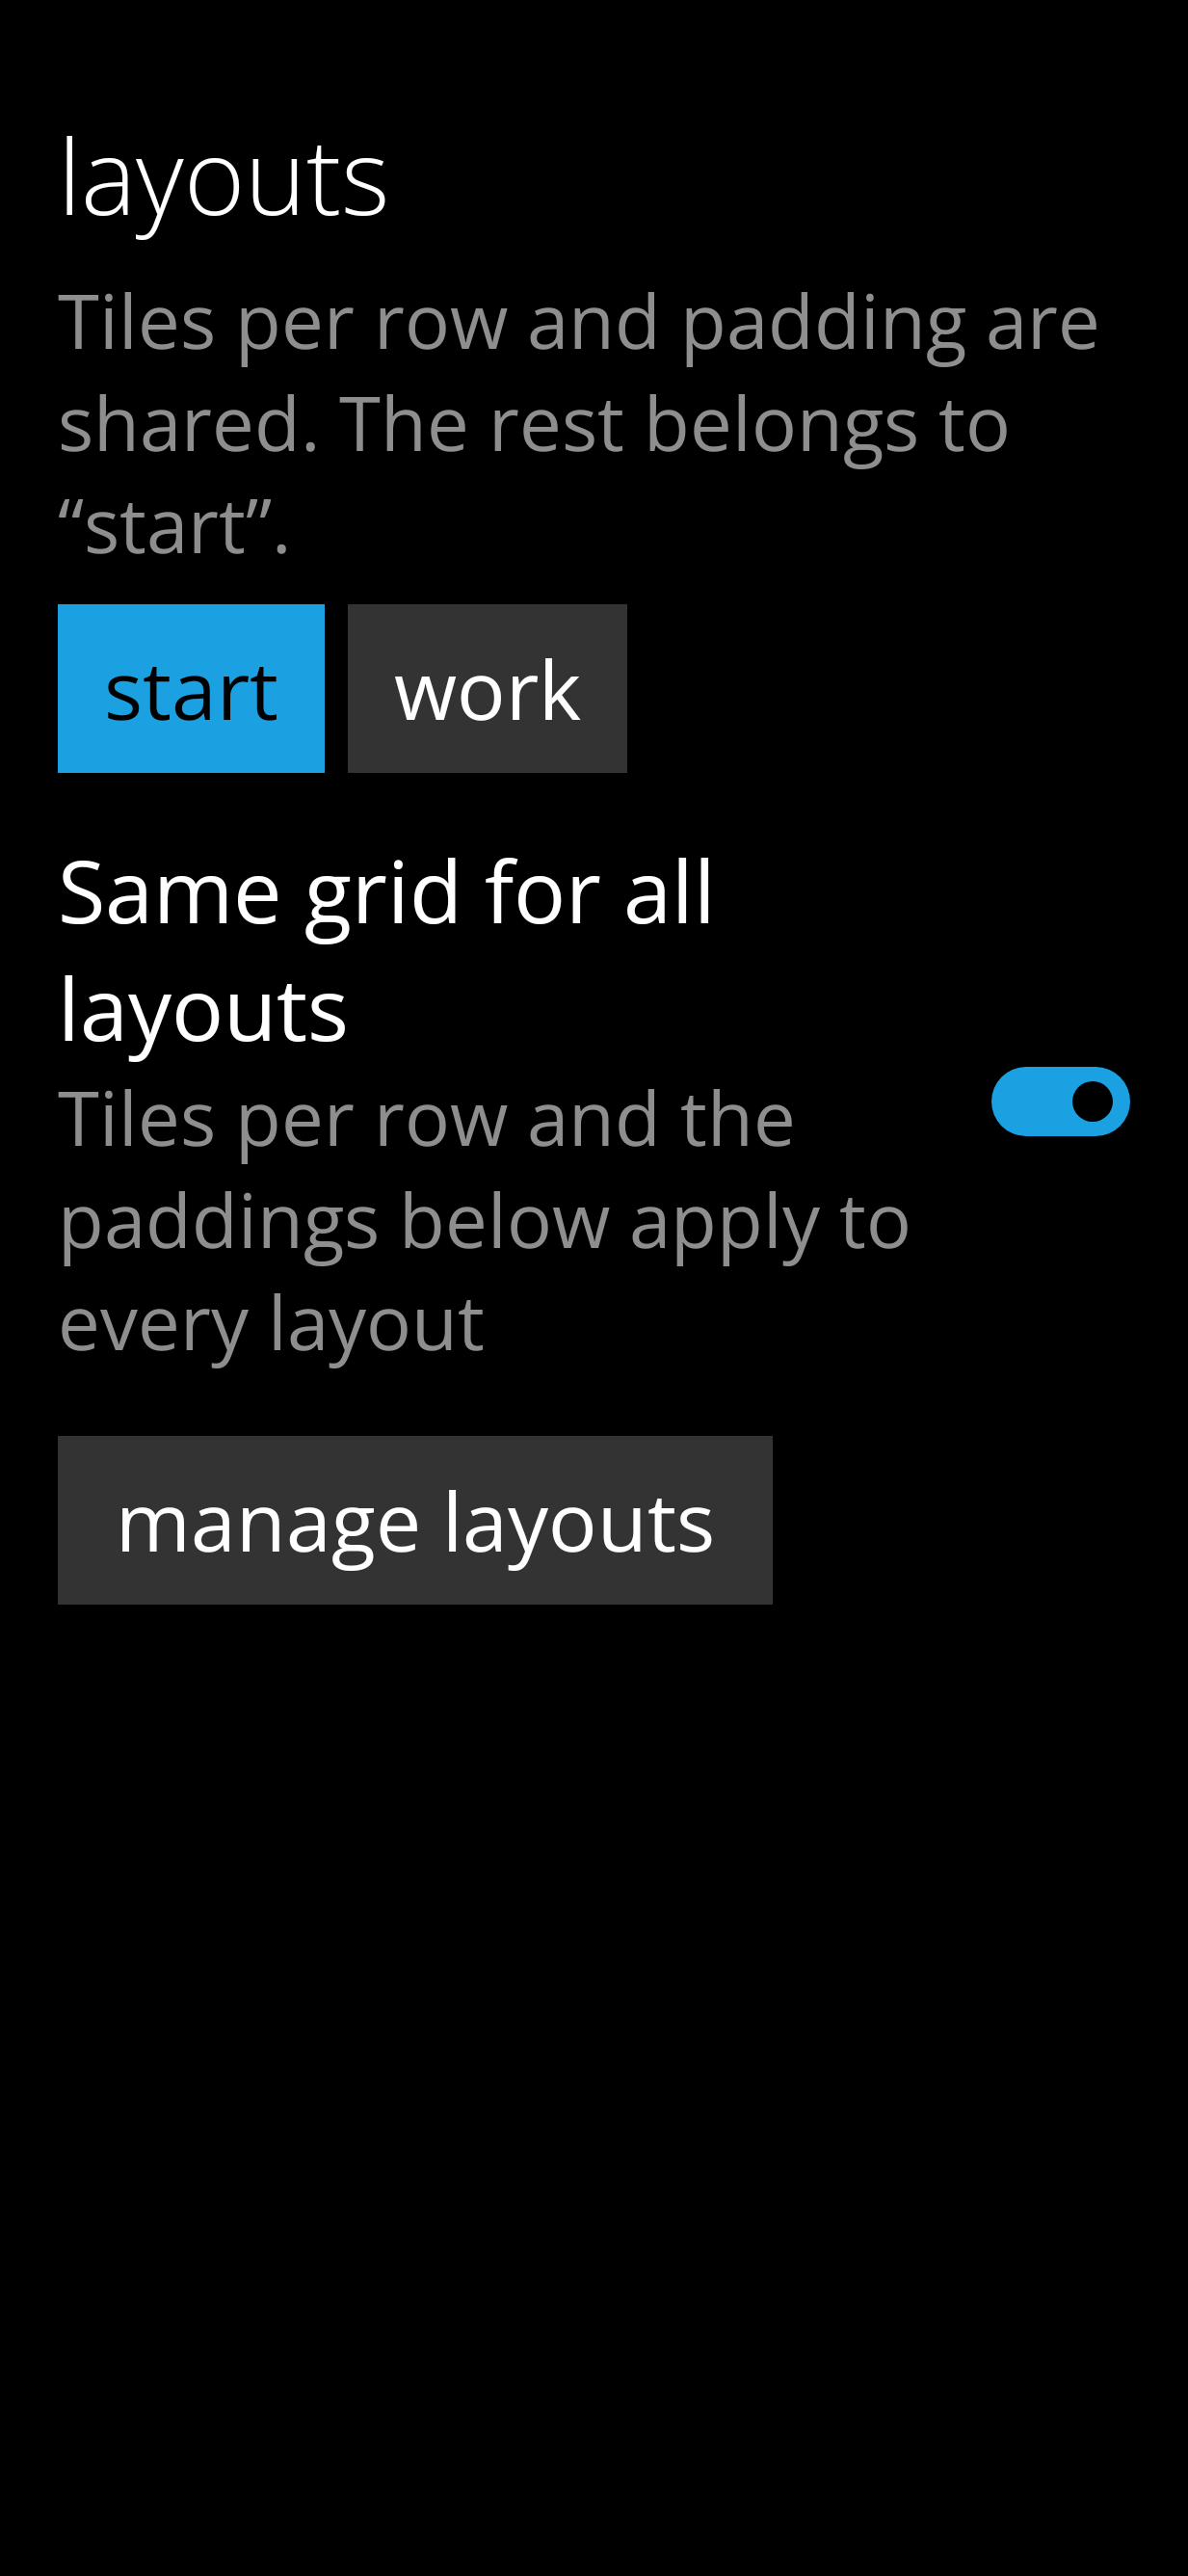 layouts
Tiles per row and padding are
shared. The rest belongs to
“start”.
start work
Same grid for all
layouts
Tiles per row and the
paddings below apply to
every layout
manage layouts